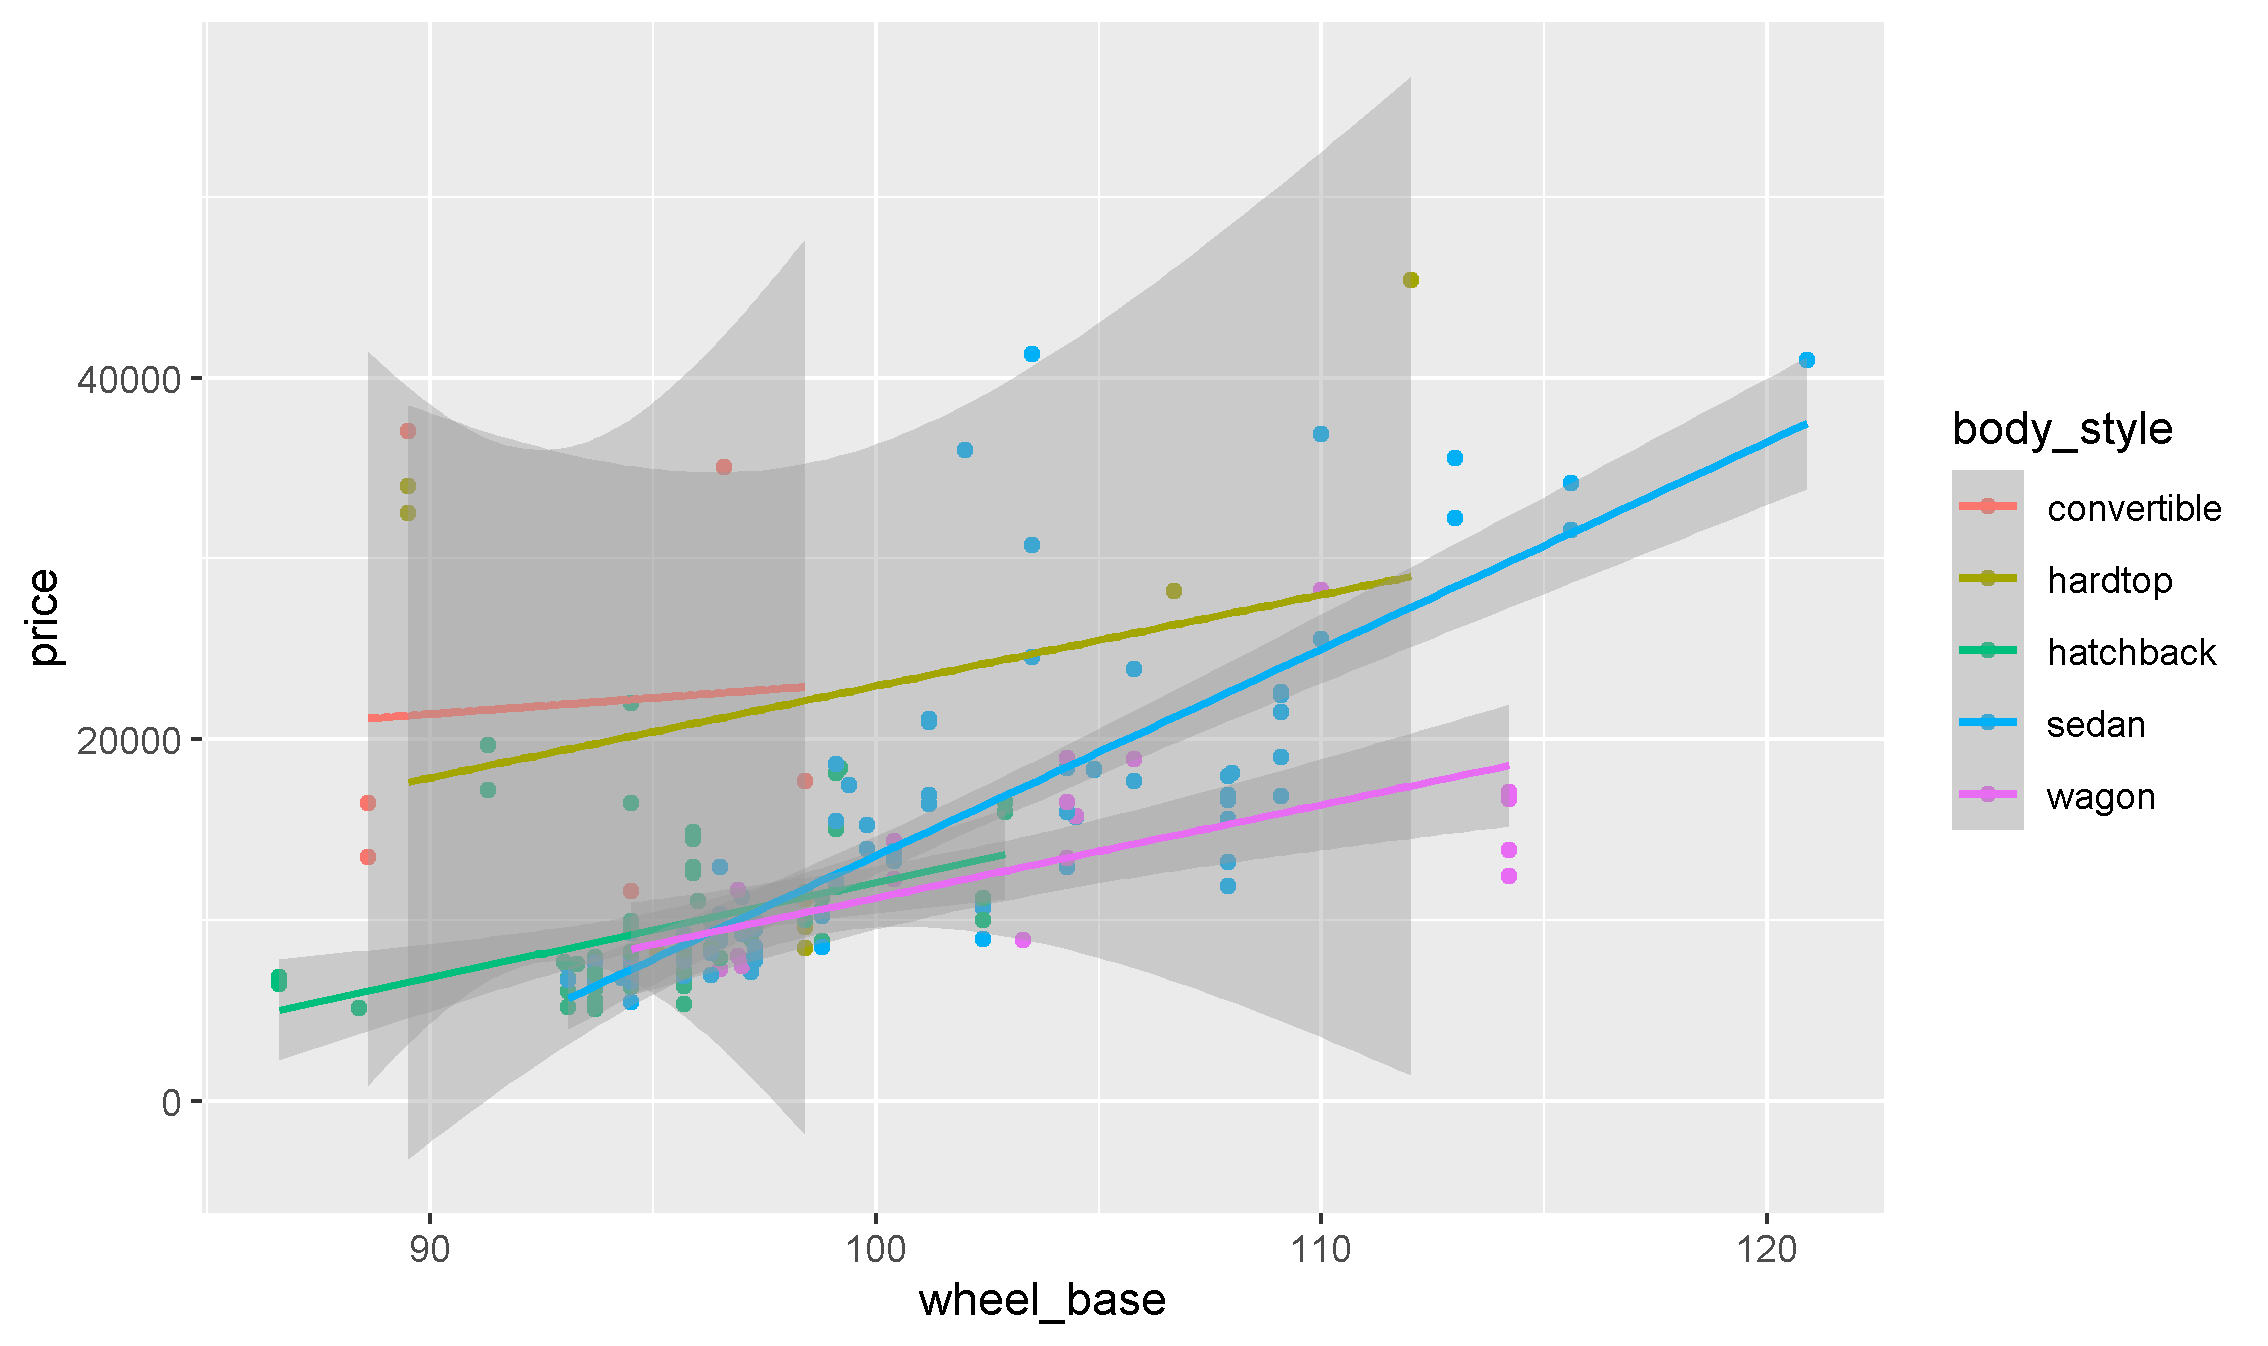 price
40000
20000
0
90 100 110 120
wheel_base
body_style
convertible
hardtop
hatchback
sedan
wagon